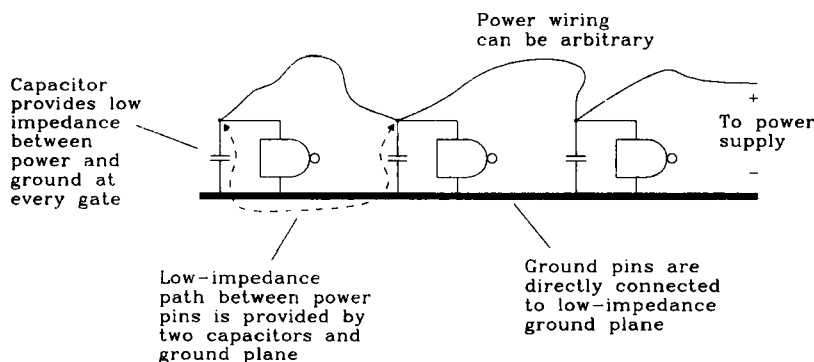 Power wiring
can be arbitrary
Capacitor
provides low
impedance
between
power and
ground at
every gate
+
To power
supply
−
Low-impedance
path between power
pins is provided by
two capacitors and
ground plane
Ground pins are
directly connected
to low-impedance
ground plane